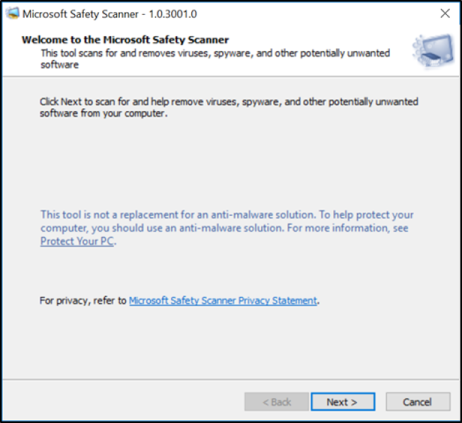 Microsoft Safety Scanner - 1.0.3001.0
Welcome to the Microsoft Safety Scanner
This tool scans for and removes viruses, spyware, and other potentially unwanted
software
Click Next to scan for and help remove viruses, spyware, and other potentially unwanted
software from your computer.
This tool is not a replacement for an anti-malware solution. To help protect your
computer, you should use an anti-malware solution. For more information, see
Protect Your PC.
For privacy, refer to Microsoft Safety Scanner Privacy Statement.
< Back Next > Cancel